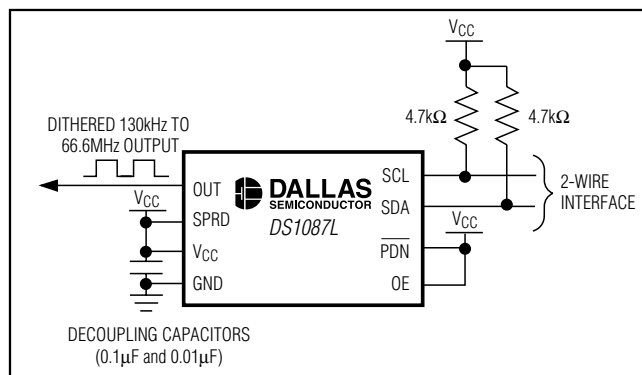 VCC
4.7kΩ
4.7kΩ
DITHERED 130kHz TO
66.6MHz OUTPUT
OUT
VCC
SPRD
VCC
GND
DALLAS
SEMICONDUCTOR
DS1087L
SCL
SDA
PDN
OE
2-WIRE
INTERFACE
VCC
DECOUPLING CAPACITORS
(0.1µF and 0.01µF)